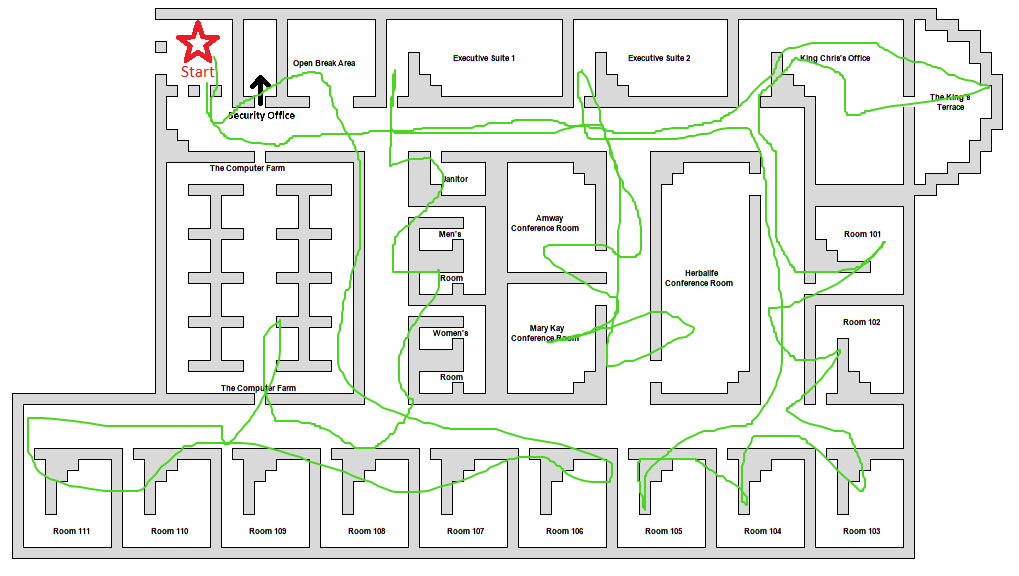 Start
Open Break Area
Executive Suite 1
Executive Suite 2
King Chris's Office
The King's
Terrace
Security Office
The Computer Farm
Janitor
Men's
Room
Women's
Room
Amway
Conference Room
Mary Kay
Conference Room
Herbalife
Conference Room
Room 101
Room 102
The Computer Farm
Room 111
Room 110
Room 109
Room 108
Room 107
Room 106
Room 105
Room 104
Room 103